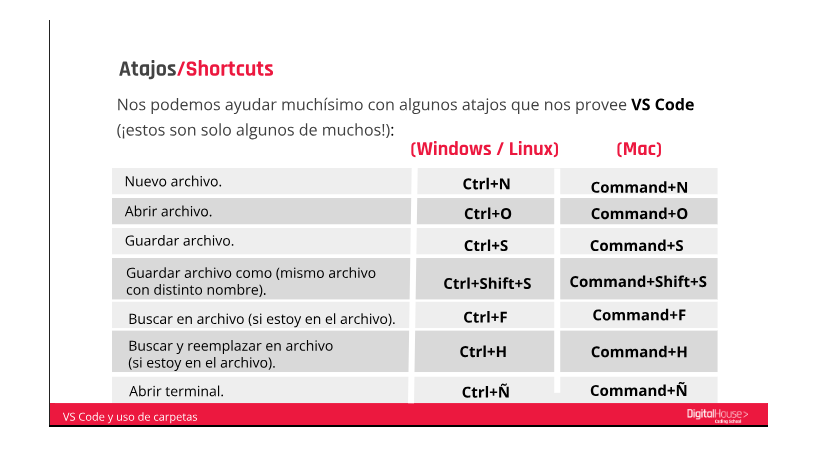 Atajos/Shortcuts
Nos podemos ayudar muchísimo con algunos atajos que nos provee VS Code
(¡estos son solo algunos de muchos!):
(Windows / Linux) (Mac)
Nuevo archivo. Ctrl+N Command+N
Abrir archivo. Ctrl+O Command+O
Guardar archivo. Ctrl+S Command+S
Guardar archivo como (mismo archivo
con distinto nombre). Ctrl+Shift+S Command+Shift+S
Buscar en archivo (si estoy en el archivo). Ctrl+F Command+F
Buscar y reemplazar en archivo
(si estoy en el archivo). Ctrl+H Command+H
Abrir terminal. Ctrl+Ñ Command+Ñ
VS Code y uso de carpetas
DigitalHouse>
Coding School